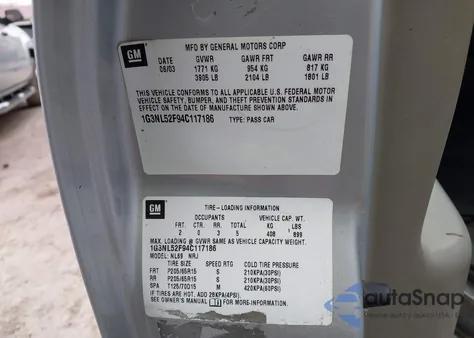 GM
MFD BY GENERAL MOTORS CORP
DATE GVWR GAWR FRT GAWR RR
08/03 1771 KG 954 KG 817 KG
3905 LB 2104 LB 1801 LB
THIS VEHICLE CONFORMS TO ALL APPLICABLE U.S. FEDERAL MOTOR
VEHICLE SAFETY, BUMPER, AND THEFT PREVENTION STANDARDS IN
EFFECT ON THE DATE OF MANUFACTURE SHOWN ABOVE.
1G3NL52F94C117186 TYPE: PASS CAR
GM
TIRE-LOADING INFORMATION
OCCUPANTS VEHICLE CAP. WT.
FRT. CTR. RR. TOTAL KG LBS
2 0 3 5 408 899
MAX. LOADING @ GVWR SAME AS VEHICLE CAPACITY WEIGHT.
1G3NL52F94C117186
MODEL: NL69 NRJ
TIRE SIZE SPEED RTG COLD TIRE PRESSURE
FRT P205/65R15 S 210KPA(30PSI)
RR P205/65R15 S 210KPA(30PSI)
SPA T125/70D15 M 420KPA(60PSI)
IF TIRES ARE HOT, ADD 28KPA(4PSI).
SEE OWNER'S MANUAL FOR MORE INFORMATION.
autoSnap